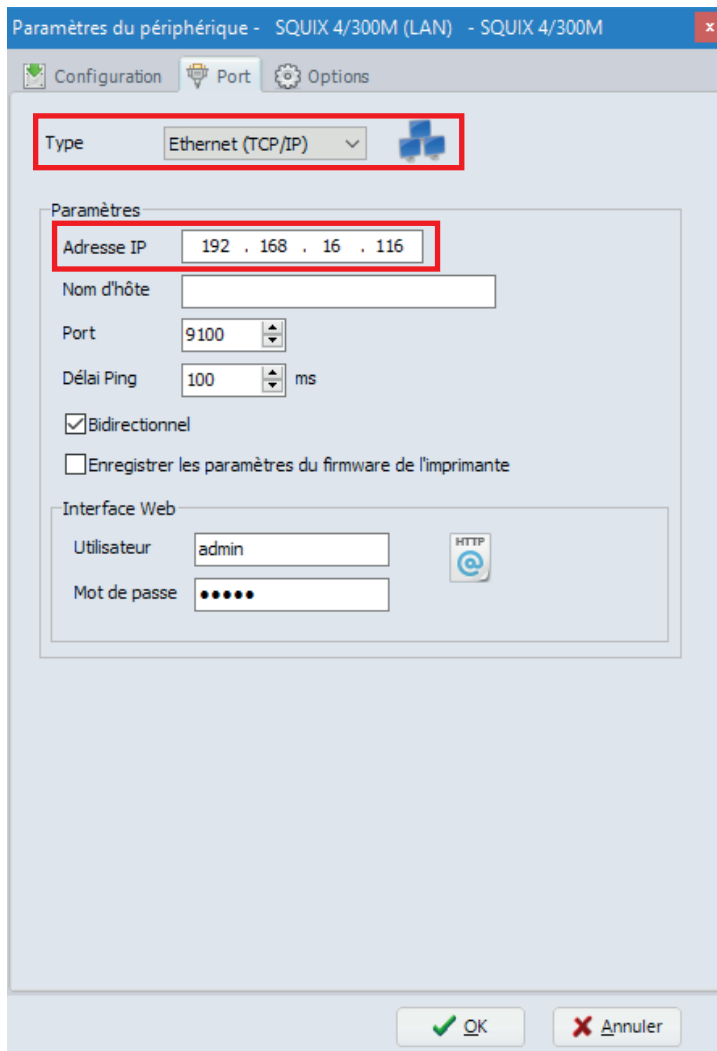 Paramètres du périphérique - SQUIX 4/300M (LAN) - SQUIX 4/300M x
Configuration Port Options
Type Ethernet (TCP/IP)
Paramètres
Adresse IP 192 . 168 . 16 . 116
Nom d'hôte
Port 9100
Délai Ping 100 ms
Bidirectionnel
Enregistrer les paramètres du firmware de l'imprimante
Interface Web
Utilisateur admin HTTP
Mot de passe •••••
OK Annuler